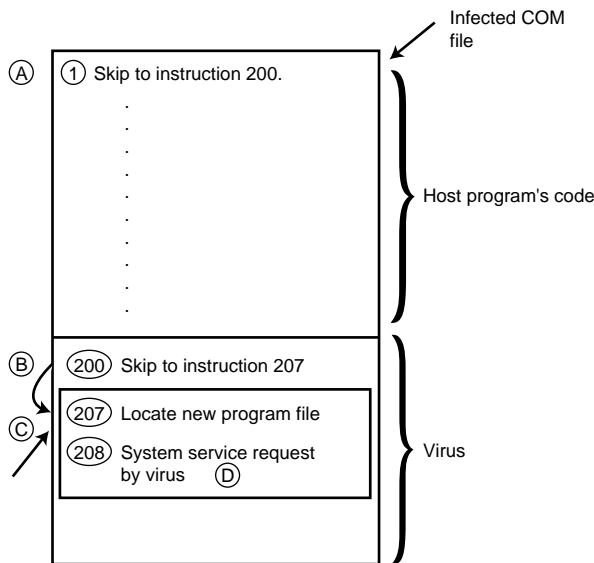 Infected COM
file
A
1 Skip to instruction 200.
.
.
.
.
.
.
.
.
.
.
Host program's code
B
200 Skip to instruction 207
207 Locate new program file
C
208 System service request
by virus D
Virus